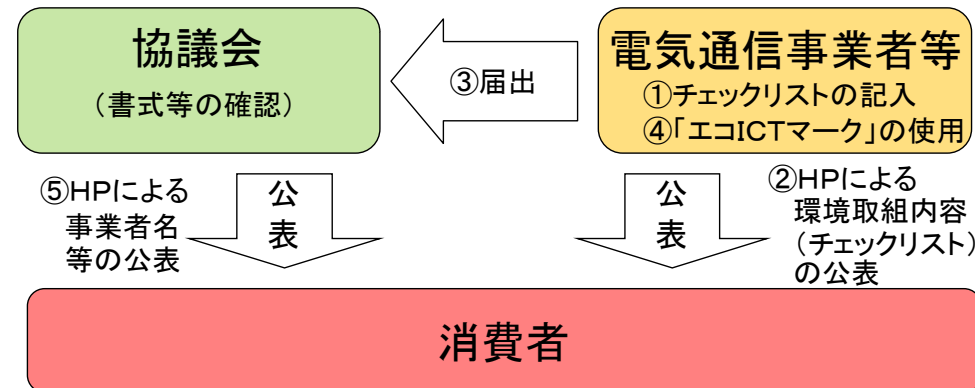 協議会
（書式等の確認）
③届出
電気通信事業者等
①チェックリストの記入
④「エコＩＣＴマーク」の使用
⑤ＨＰによる
事業者名
等の公表
公
表
公
表
②ＨＰによる
環境取組内容
（チェックリスト）
の公表
消費者